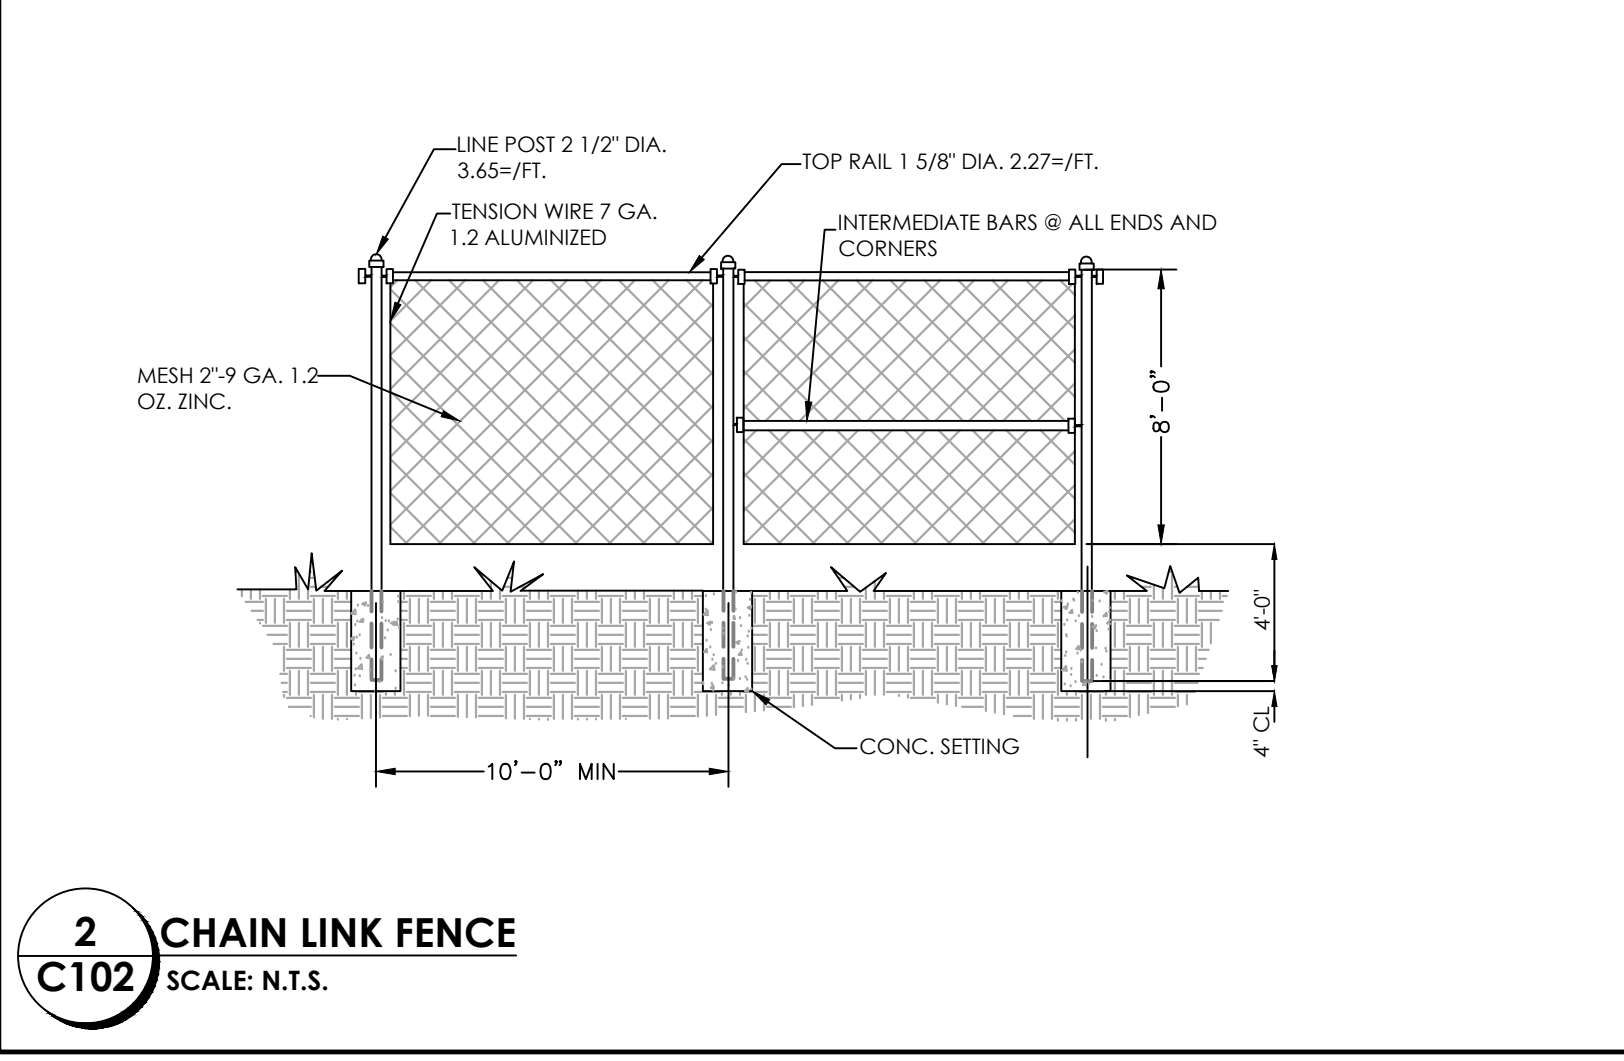 LINE POST 2 1/2" DIA.
3.65=/FT.
TOP RAIL 1 5/8" DIA. 2.27=/FT.
TENSION WIRE 7 GA.
1.2 ALUMINIZED
INTERMEDIATE BARS @ ALL ENDS AND
CORNERS
MESH 2"-9 GA. 1.2
OZ. ZINC.
8'-0"
4'-0"
4" CL
CONC. SETTING
10'-0" MIN
2
C102
CHAIN LINK FENCE
SCALE: N.T.S.